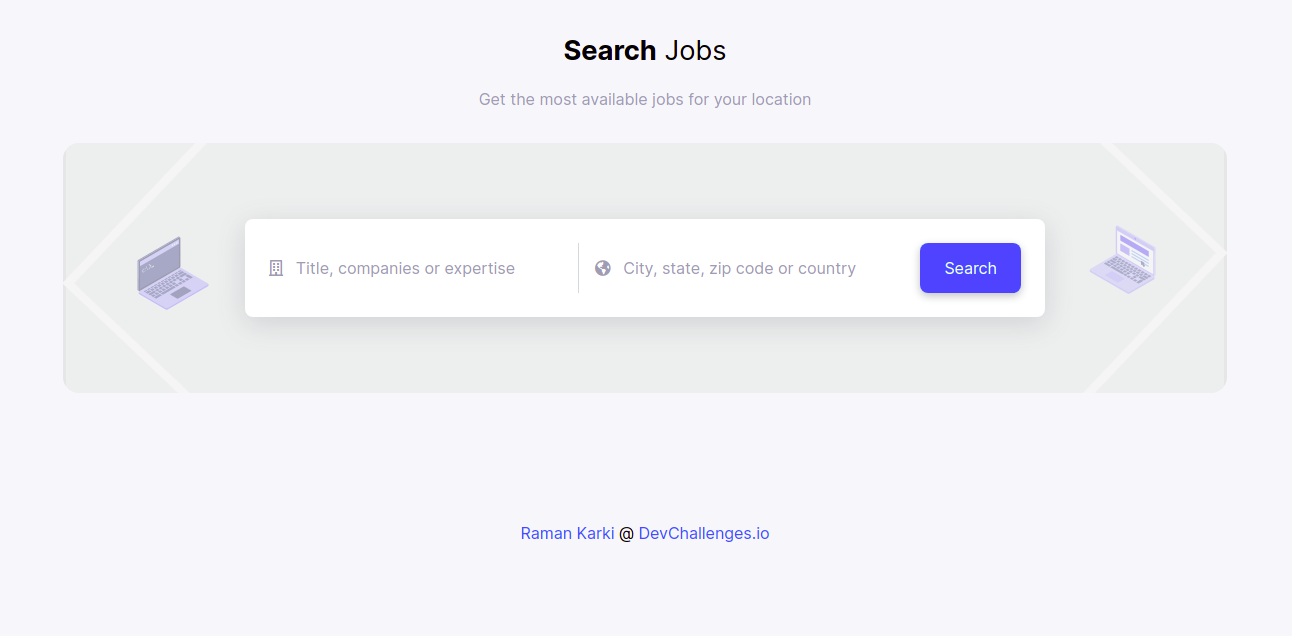 Search Jobs
Get the most available jobs for your location
Title, companies or expertise
City, state, zip code or country
Search
Raman Karki @ DevChallenges.io